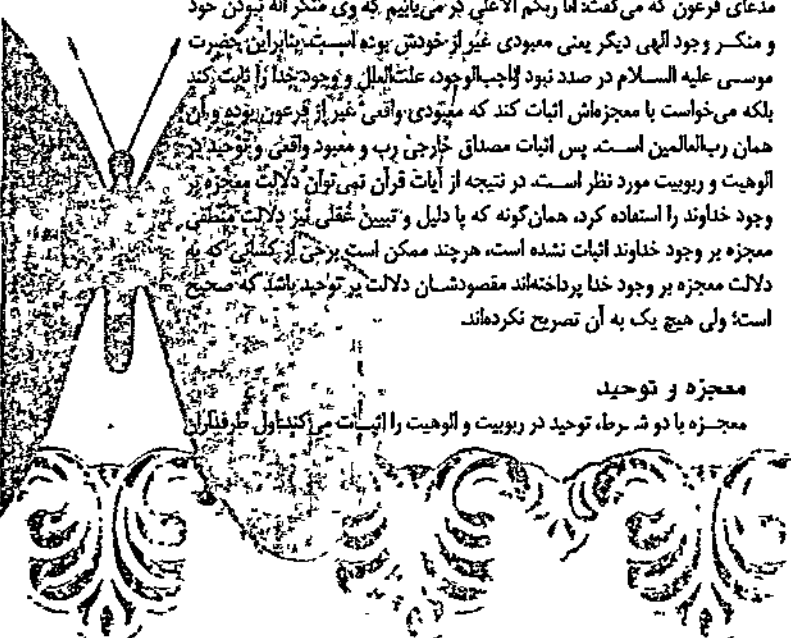 مدعای فرعون که می‌گفت: انا ربکم الاعلی در می‌یابیم که وی منکر اله نبودن خود
و منکر وجود الهی دیگر یعنی معبودی غیر از خودش بوده است. بنابراین حضرت
موسی علیه السلام در صدد نبود واجب‌الوجود، علت‌العلل و وجود خدا را ثابت کند
بلکه می‌خواست با معجزه‌اش اثبات کند که معبودی واقعی غیر از فرعون بوده و آن
همان رب‌العالمین است. پس اثبات مصداق خارجی رب و معبود واقعی و توحید در
الوهیت و ربوبیت مورد نظر است. در نتیجه از آیات قرآن نمی‌توان دلالت معجزه بر
وجود خداوند را استفاده کرد، همان‌گونه که با دلیل و تبیین عقلی نیز دلالت منطقی
معجزه بر وجود خداوند اثبات نشده است، هرچند ممکن است برخی از کسانی که به
دلالت معجزه بر وجود خدا پرداخته‌اند مقصودشان دلالت بر توحید باشد که صحیح
است؛ ولی هیچ یک به آن تصریح نکرده‌اند.
معجزه و توحید
معجزه با دو شرط، توحید در ربوبیت و الوهیت را اثبات می‌کند: اول طرفداران